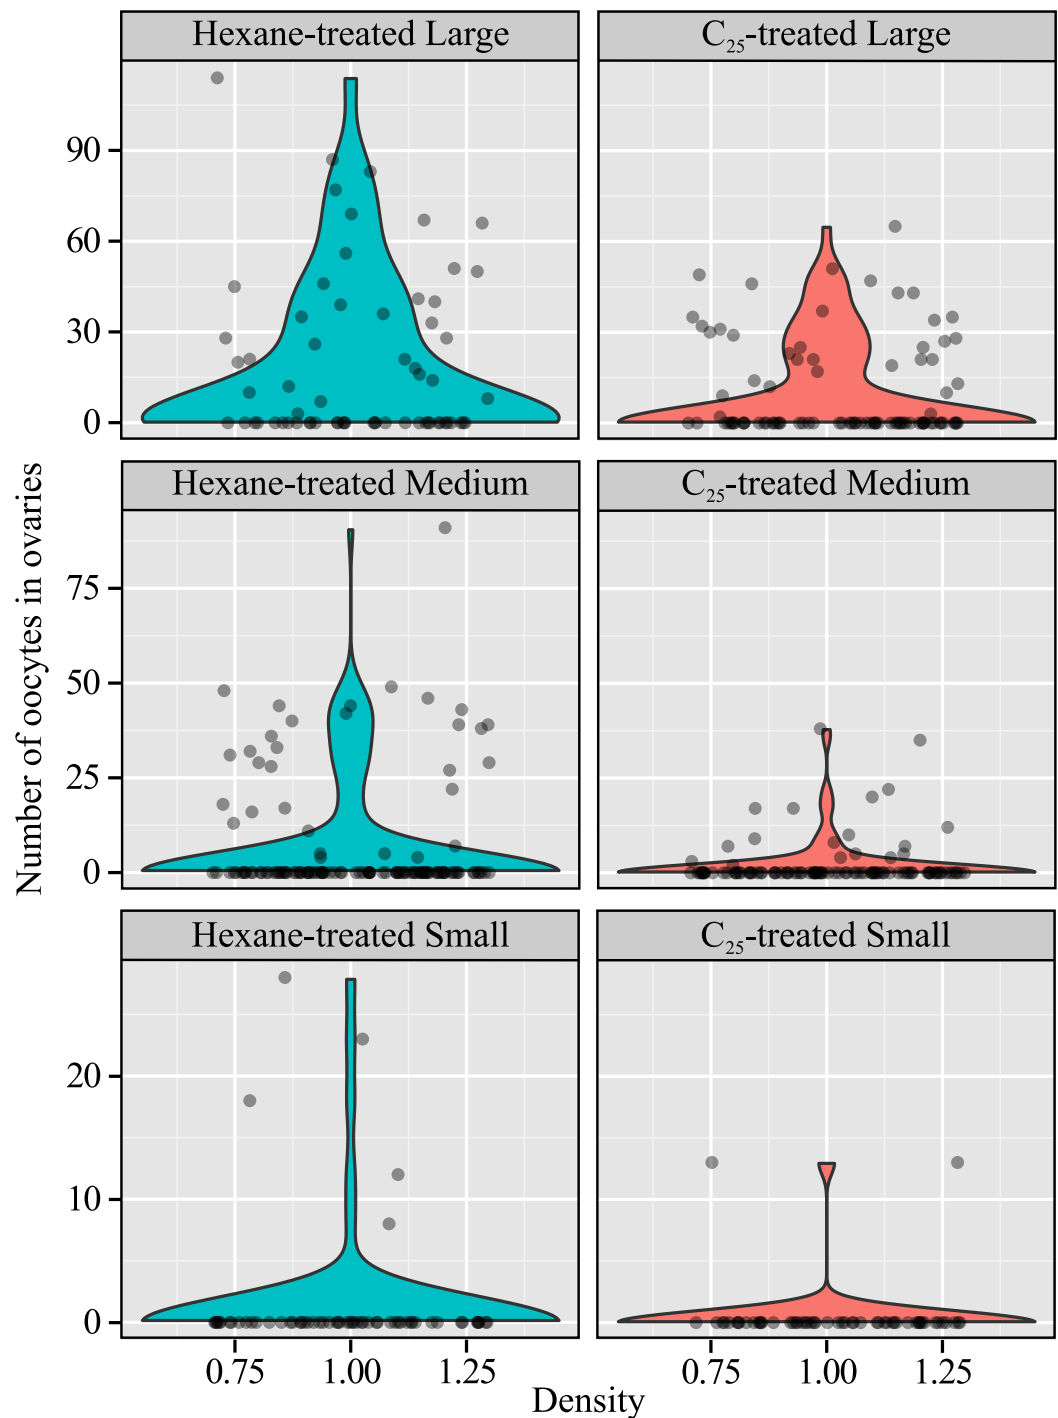 Hexane-treated Large
C₂₅-treated Large
90
60
30
0
Number of oocytes in ovaries
Hexane-treated Medium
C₂₅-treated Medium
75
50
25
0
Hexane-treated Small
C₂₅-treated Small
20
10
0
0.75 1.00 1.25 0.75 1.00 1.25
Density